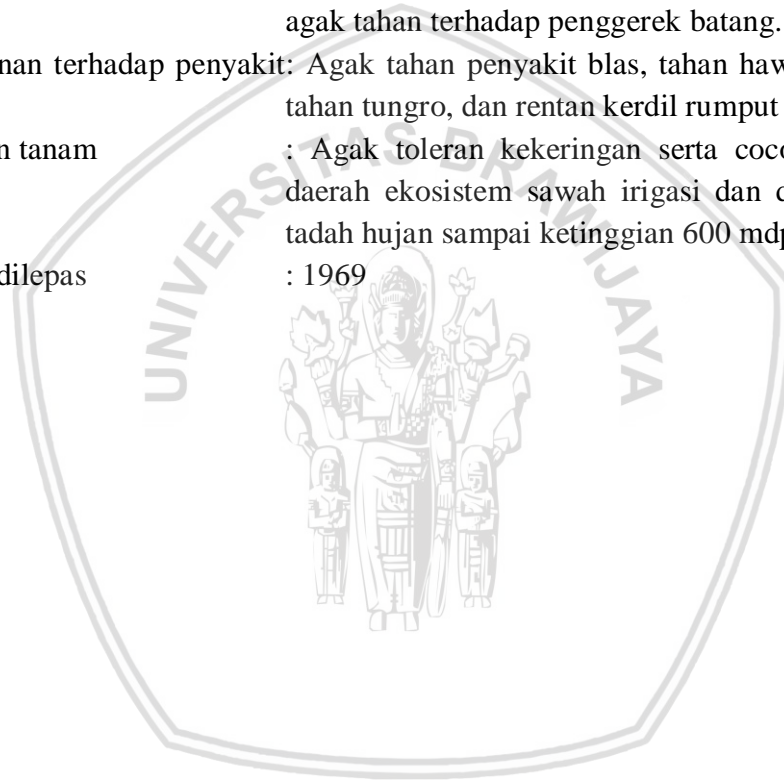 agak tahan terhadap penggerek batang.
nan terhadap penyakit: Agak tahan penyakit blas, tahan haw
tahan tungro, dan rentan kerdil rumput
n tanam : Agak toleran kekeringan serta coco
daerah ekosistem sawah irigasi dan d
tadah hujan sampai ketinggian 600 mdp
dilepas : 1969
UNIVERSITAS BRAWIJAYA